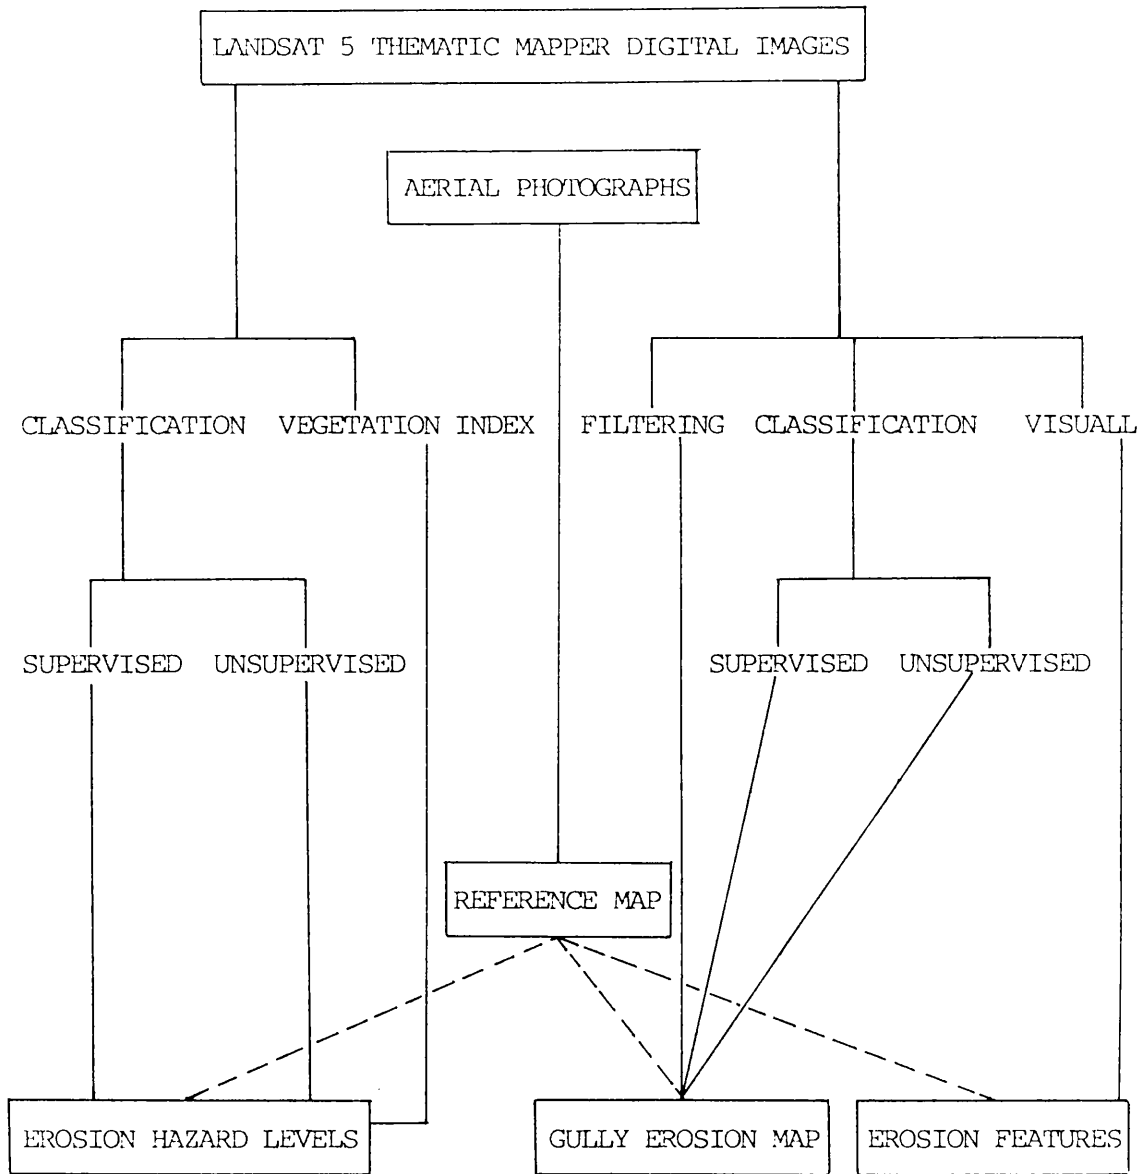 LANDSAT 5 THEMATIC MAPPER DIGITAL IMAGES
AERIAL PHOTOGRAPHS
CLASSIFICATION VEGETATION INDEX FILTERING CLASSIFICATION VISUALL
SUPERVISED UNSUPERVISED SUPERVISED UNSUPERVISED
REFERENCE MAP
EROSION HAZARD LEVELS GULLY EROSION MAP EROSION FEATURES